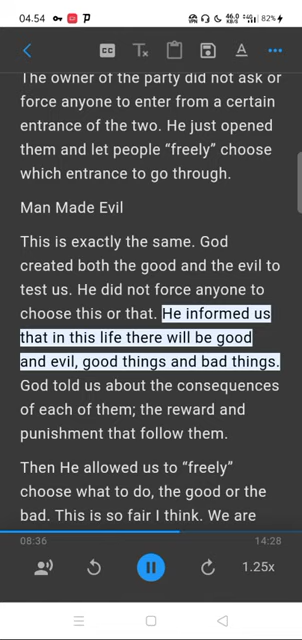 04.54
46.0
KB/S
82%
CC
The owner of the party did not ask or
force anyone to enter from a certain
entrance of the two. He just opened
them and let people “freely” choose
which entrance to go through.
Man Made Evil
This is exactly the same. God
created both the good and the evil to
test us. He did not force anyone to
choose this or that. He informed us
that in this life there will be good
and evil, good things and bad things.
God told us about the consequences
of each of them; the reward and
punishment that follow them.
Then He allowed us to “freely”
choose what to do, the good or the
bad. This is so fair I think. We are
08:36
14:28
1.25x